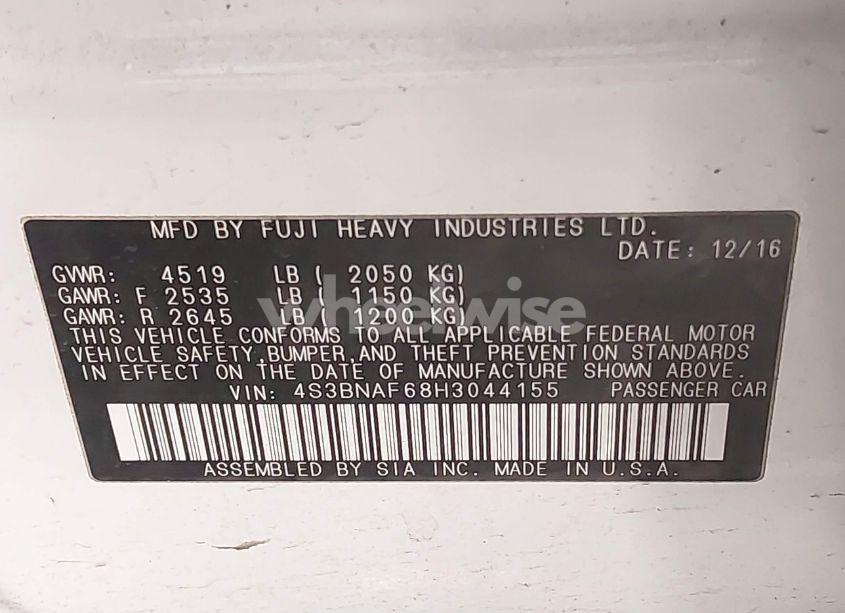 MFD BY FUJI HEAVY INDUSTRIES LTD.
DATE: 12/16
GVWR: 4519 LB ( 2050 KG)
GAWR: F 2535 LB ( 1150 KG)
GAWR: R 2645 LB ( 1200 KG)
wheelwise
THIS VEHICLE CONFORMS TO ALL APPLICABLE FEDERAL MOTOR
VEHICLE SAFETY,BUMPER,AND THEFT PREVENTION STANDARDS
IN EFFECT ON THE DATE OF MANUFACTURE SHOWN ABOVE.
VIN: 4S3BNAF68H3044155 PASSENGER CAR
ASSEMBLED BY SIA INC. MADE IN U.S.A.